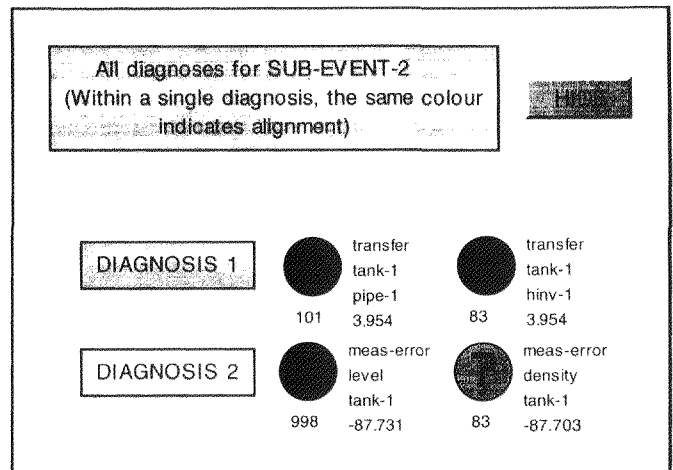 All diagnoses for SUB-EVENT-2
(Within a single diagnosis, the same colour
indicates alignment)
HIDE
DIAGNOSIS 1
transfer
tank-1
pipe-1
101 3.954
transfer
tank-1
hinv-1
83 3.954
DIAGNOSIS 2
meas-error
level
tank-1
998 -87.731
?
meas-error
density
tank-1
83 -87.703